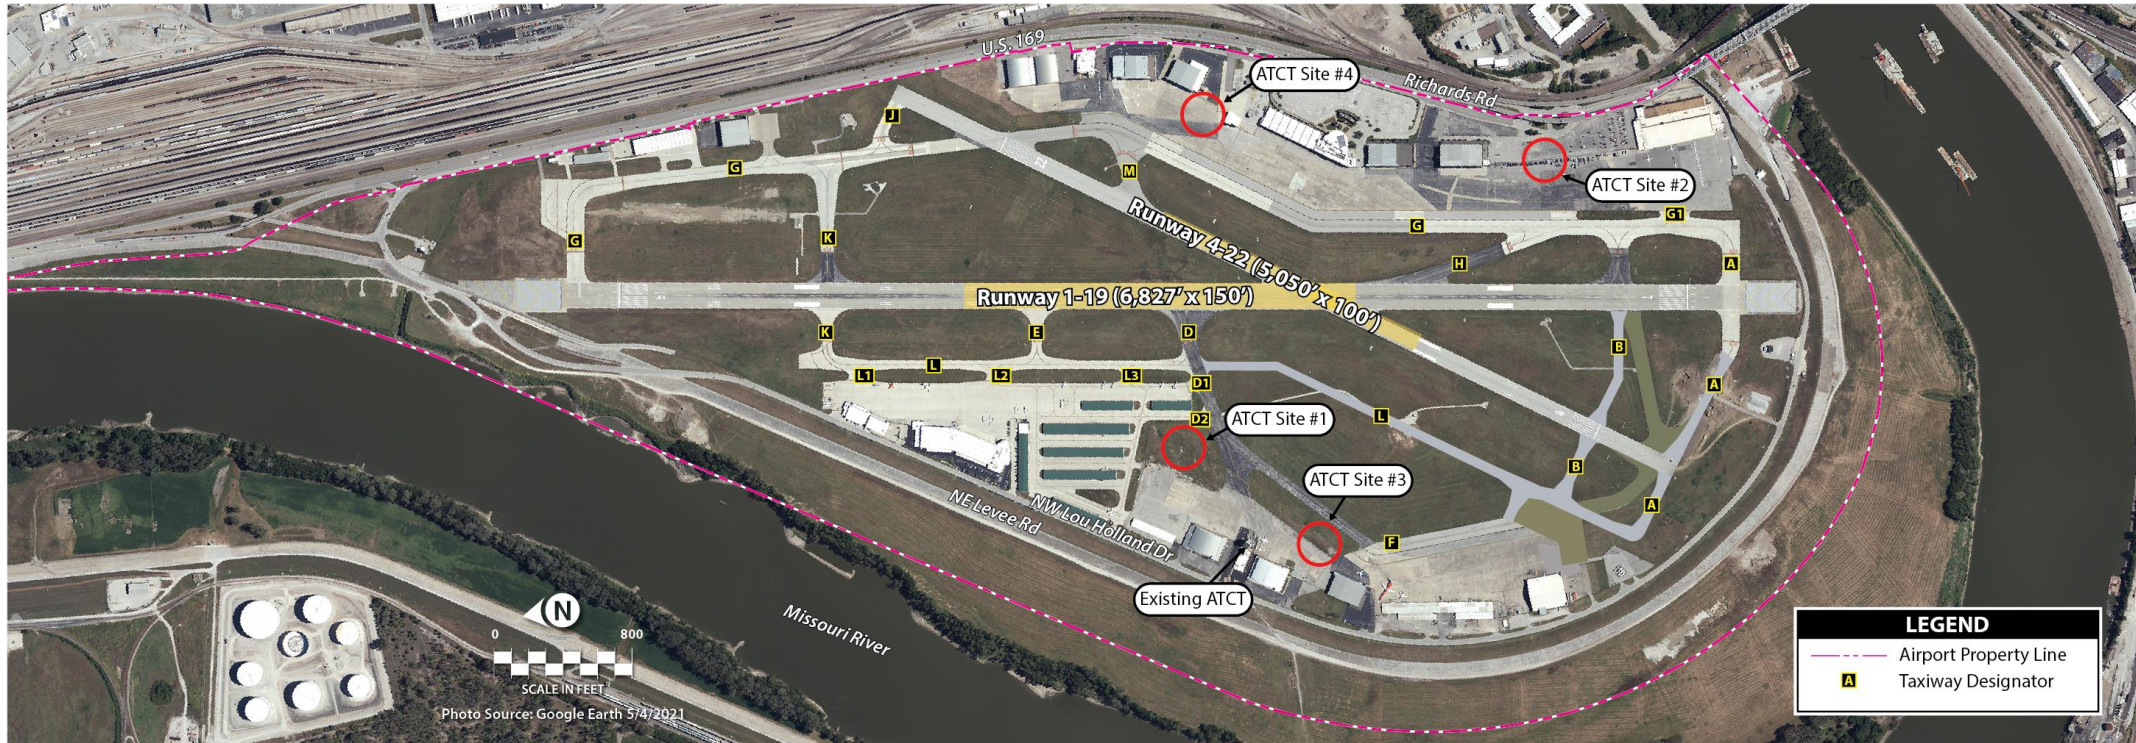 U.S. 169
ATCT Site #4
Richards Rd
J
M
G
ATCT Site #2
G1
G
G
K
H
A
Runway 4-22 (5,050' x 100')
Runway 1-19 (6,827' x 150')
K
E
D
B
L
L1
L2
L3
D1
A
D2
ATCT Site #1
L
B
ATCT Site #3
A
NW Lou Holland Dr
NE Levee Rd
F
Existing ATCT
Missouri River
N
0 800
SCALE IN FEET
Photo Source: Google Earth 5/4/2021
LEGEND
Airport Property Line
A Taxiway Designator